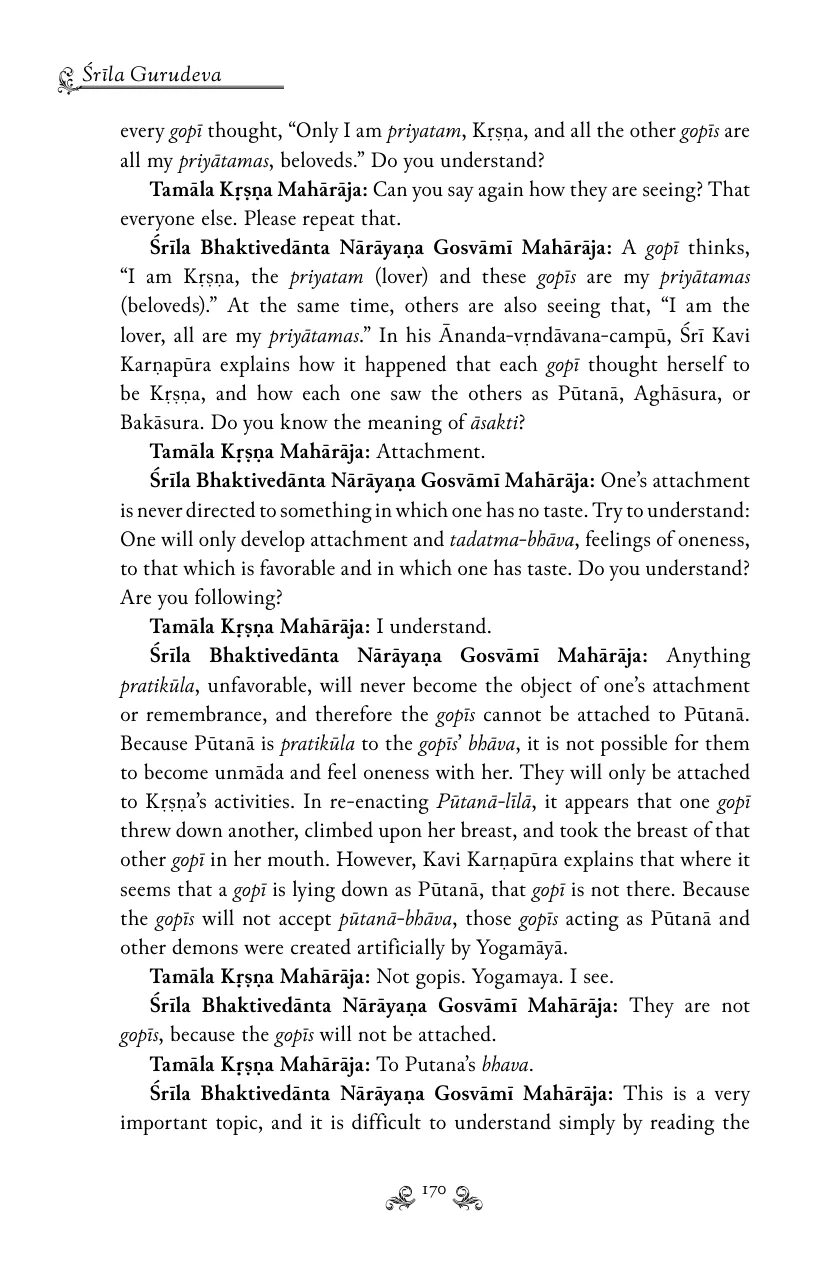 Śrīla Gurudeva
every gopī thought, “Only I am priyatam, Kṛṣṇa, and all the other gopīs are
all my priyātamas, beloveds.” Do you understand?
Tamāla Kṛṣṇa Mahārāja: Can you say again how they are seeing? That
everyone else. Please repeat that.
Śrīla Bhaktivedānta Nārāyaṇa Gosvāmī Mahārāja: A gopī thinks,
“I am Kṛṣṇa, the priyatam (lover) and these gopīs are my priyātamas
(beloveds).” At the same time, others are also seeing that, “I am the
lover, all are my priyātamas.” In his Ānanda-vṛndāvana-campū, Śrī Kavi
Karṇapūra explains how it happened that each gopī thought herself to
be Kṛṣṇa, and how each one saw the others as Pūtanā, Aghāsura, or
Bakāsura. Do you know the meaning of āsakti?
Tamāla Kṛṣṇa Mahārāja: Attachment.
Śrīla Bhaktivedānta Nārāyaṇa Gosvāmī Mahārāja: One’s attachment
is never directed to something in which one has no taste. Try to understand:
One will only develop attachment and tadatma-bhāva, feelings of oneness,
to that which is favorable and in which one has taste. Do you understand?
Are you following?
Tamāla Kṛṣṇa Mahārāja: I understand.
Śrīla Bhaktivedānta Nārāyaṇa Gosvāmī Mahārāja: Anything
pratikūla, unfavorable, will never become the object of one’s attachment
or remembrance, and therefore the gopīs cannot be attached to Pūtanā.
Because Pūtanā is pratikūla to the gopīs’ bhāva, it is not possible for them
to become unmāda and feel oneness with her. They will only be attached
to Kṛṣṇa’s activities. In re-enacting Pūtanā-līlā, it appears that one gopī
threw down another, climbed upon her breast, and took the breast of that
other gopī in her mouth. However, Kavi Karṇapūra explains that where it
seems that a gopī is lying down as Pūtanā, that gopī is not there. Because
the gopīs will not accept pūtanā-bhāva, those gopīs acting as Pūtanā and
other demons were created artificially by Yogamāyā.
Tamāla Kṛṣṇa Mahārāja: Not gopis. Yogamaya. I see.
Śrīla Bhaktivedānta Nārāyaṇa Gosvāmī Mahārāja: They are not
gopīs, because the gopīs will not be attached.
Tamāla Kṛṣṇa Mahārāja: To Putana’s bhava.
Śrīla Bhaktivedānta Nārāyaṇa Gosvāmī Mahārāja: This is a very
important topic, and it is difficult to understand simply by reading the
170